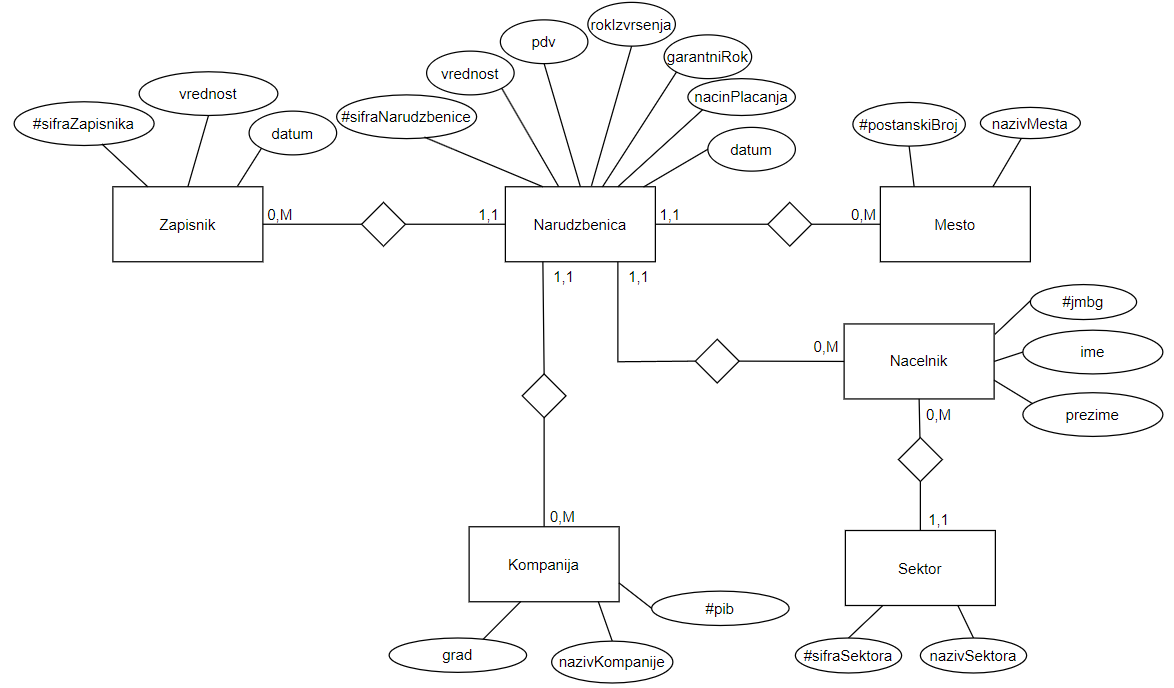 rokIzvrsenja
pdv
garantniRok
vrednost
vrednost
nacinPlacanja
#sifraZapisnika
#sifraNarudzbenice
#postanskiBroj
nazivMesta
datum
datum
Zapisnik
0,M
1,1
Narudzbenica
1,1
0,M
Mesto
1,1
1,1
#jmbg
0,M
Nacelnik
ime
0,M
prezime
0,M
1,1
Kompanija
Sektor
#pib
grad
nazivKompanije
#sifraSektora
nazivSektora